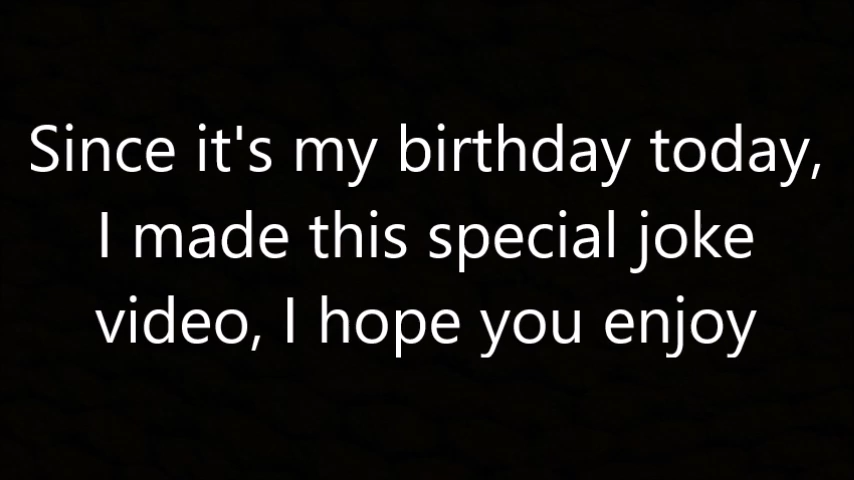 Since it's my birthday today,
I made this special joke
video, I hope you enjoy